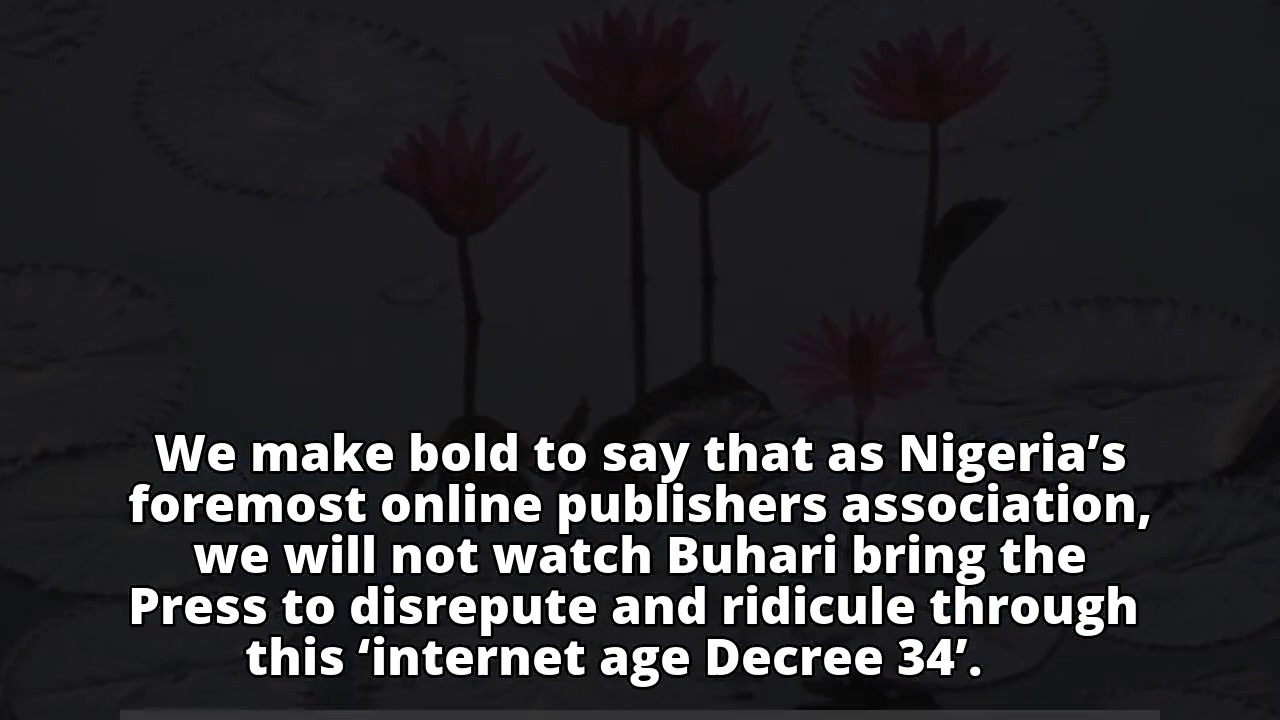 We make bold to say that as Nigeria’s
foremost online publishers association,
we will not watch Buhari bring the
Press to disrepute and ridicule through
this ‘internet age Decree 34’.